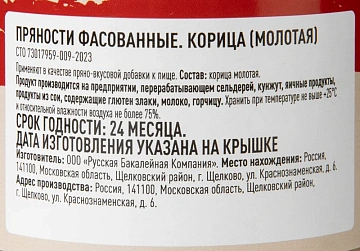 ПРЯНОСТИ ФАСОВАННЫЕ. КОРИЦА (МОЛОТАЯ)
СТО 73017959-009-2023
Применяют в качестве пряно-вкусовой добавки к пище. Состав: корица молотая.
Продукт производится на предприятии, перерабатывающем сельдерей, кунжут, яичные продукты,
продукты из сои, содержащие глютен злаки, молоко, горчицу. Хранить при температуре не выше +25°С
и относительной влажности воздуха не более 75%.
СРОК ГОДНОСТИ: 24 МЕСЯЦА.
ДАТА ИЗГОТОВЛЕНИЯ УКАЗАНА НА КРЫШКЕ
Изготовитель: ООО «Русская Бакалейная Компания». Место нахождения: Россия,
141100, Московская область, Щелковский район, г. Щелково, ул. Краснознаменская, д. 6.
Адрес производства: Россия, 141100, Московская область, Щелковский район,
г. Щелково, ул. Краснознаменская, д. 6.